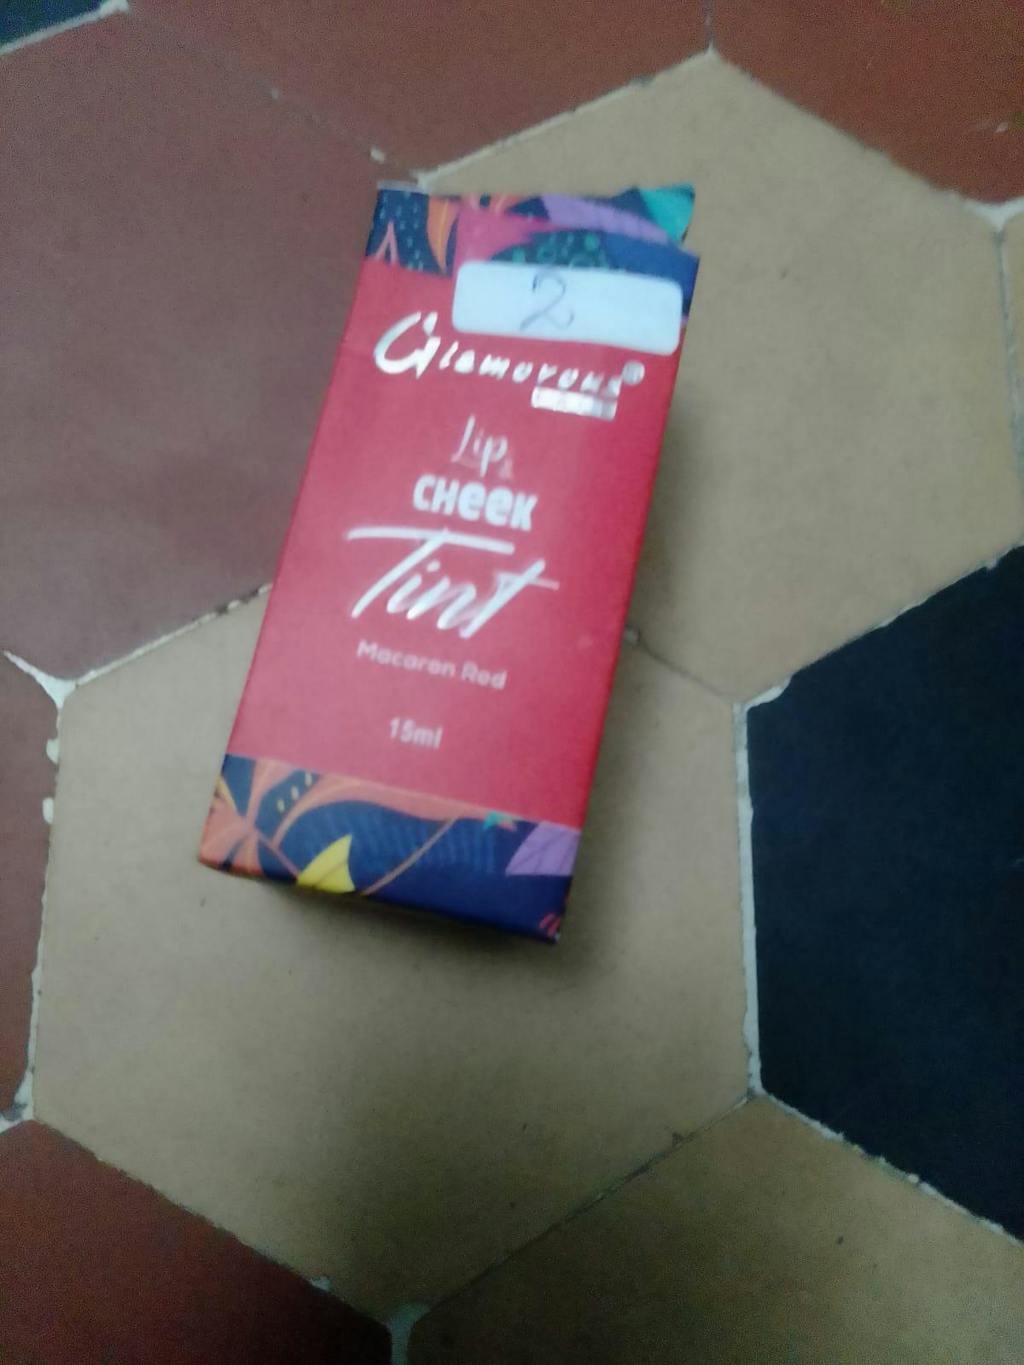 2
Glamorous
Lip &
CHeeK
Tint
Macaron Red
15ml